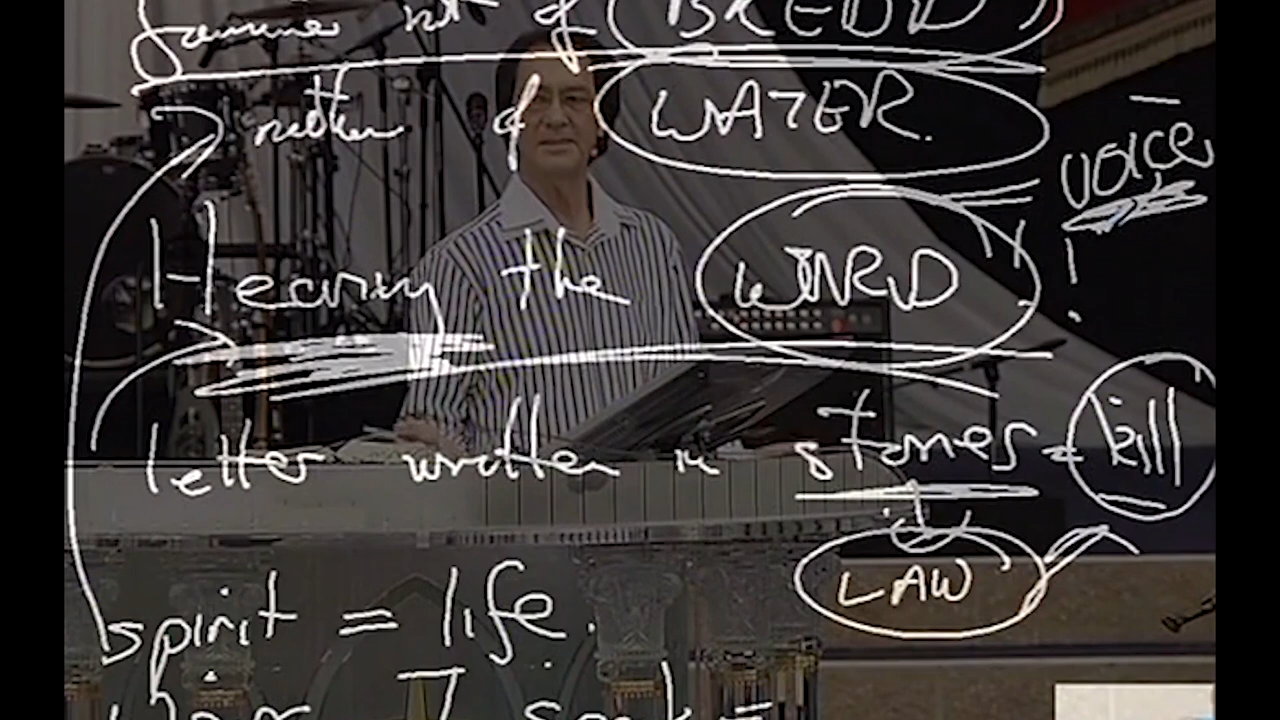 famine not of BREAD
neither of WATER.
voice
Hearing the WORD
letter written in stones = kill
LAW
spirit = life.